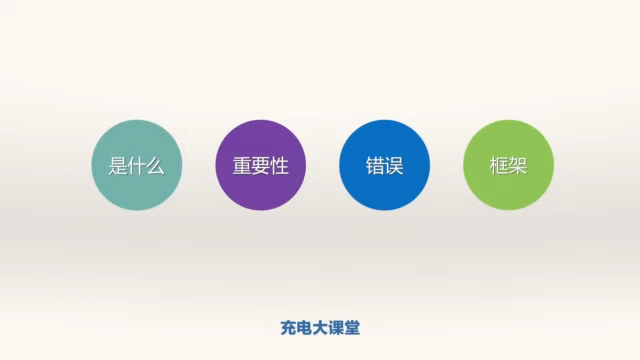 是什么
重要性
错误
框架
充电大课堂